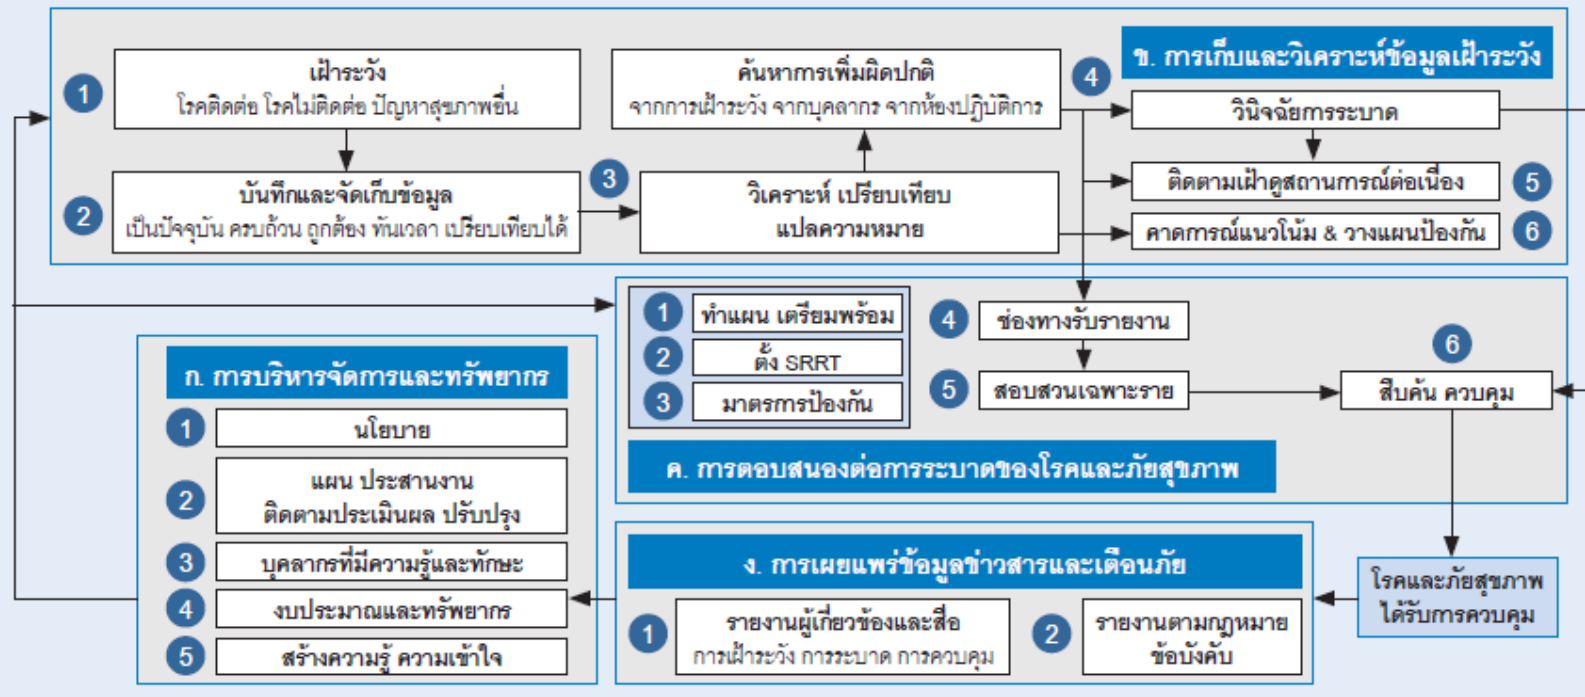 ข. การเก็บและวิเคราะห์ข้อมูลเฝ้าระวัง
1
เฝ้าระวัง
โรคติดต่อ โรคไม่ติดต่อ ปัญหาสุขภาพอื่น
2
บันทึกและจัดเก็บข้อมูล
เป็นปัจจุบัน ครบถ้วน ถูกต้อง ทันเวลา เปรียบเทียบได้
3
วิเคราะห์ เปรียบเทียบ
แปลความหมาย
ค้นหาการเพิ่มผิดปกติ
จากการเฝ้าระวัง จากบุคลากร จากห้องปฏิบัติการ
4
วินิจฉัยการระบาด
ติดตามเฝ้าดูสถานการณ์ต่อเนื่อง
5
คาดการณ์แนวโน้ม & วางแผนป้องกัน
6
1
ทำแผน เตรียมพร้อม
2
ตั้ง SRRT
3
มาตรการป้องกัน
4
ช่องทางรับรายงาน
5
สอบสวนเฉพาะราย
6
สืบค้น ควบคุม
ค. การตอบสนองต่อการระบาดของโรคและภัยสุขภาพ
ก. การบริหารจัดการและทรัพยากร
1
นโยบาย
2
แผน ประสานงาน
ติดตามประเมินผล ปรับปรุง
3
บุคลากรที่มีความรู้และทักษะ
4
งบประมาณและทรัพยากร
5
สร้างความรู้ ความเข้าใจ
ง. การเผยแพร่ข้อมูลข่าวสารและเตือนภัย
1
รายงานผู้เกี่ยวข้องและสื่อ
การเฝ้าระวัง การระบาด การควบคุม
2
รายงานตามกฎหมาย
ข้อบังคับ
โรคและภัยสุขภาพ
ได้รับการควบคุม